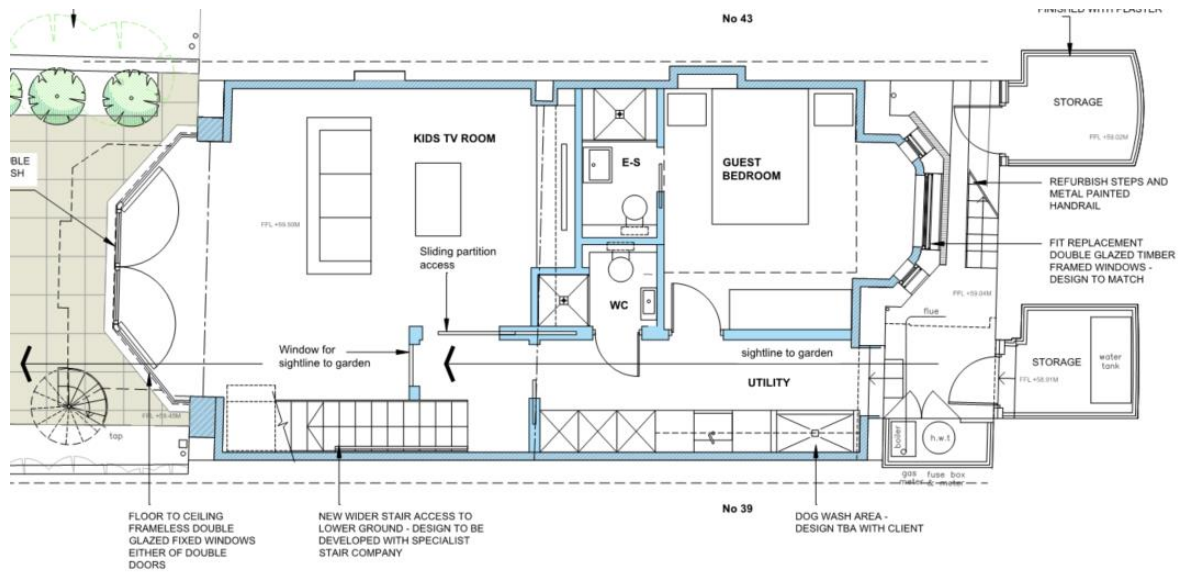 No 43
FINISHED WITH PLASTER
STORAGE
FFL +59.02M
KIDS TV ROOM
E-S
GUEST
BEDROOM
REFURBISH STEPS AND
METAL PAINTED
HANDRAIL
FFL +59.50M
Sliding partition
access
FIT REPLACEMENT
DOUBLE GLAZED TIMBER
FRAMED WINDOWS -
DESIGN TO MATCH
WC
FFL +59.04M
flue
Window for
sightline to garden
sightline to garden
UTILITY
STORAGE
FFL +58.91M
water
tank
top
boiler
h.w.t
gas
meter
fuse box
& meter
No 39
FLOOR TO CEILING
FRAMELESS DOUBLE
GLAZED FIXED WINDOWS
EITHER OF DOUBLE
DOORS
NEW WIDER STAIR ACCESS TO
LOWER GROUND - DESIGN TO BE
DEVELOPED WITH SPECIALIST
STAIR COMPANY
DOG WASH AREA -
DESIGN TBA WITH CLIENT